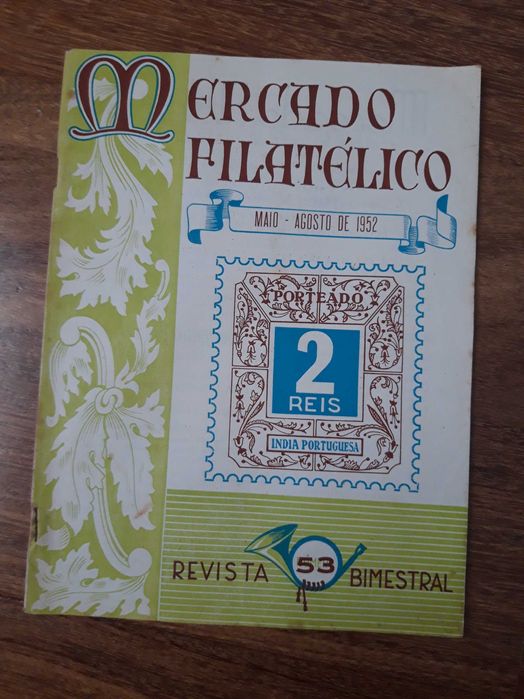 MERCADO
FILATÉLICO
MAIO - AGOSTO DE 1952
PORTEADO
2
REIS
INDIA PORTUGUESA
REVISTA 53 BIMESTRAL